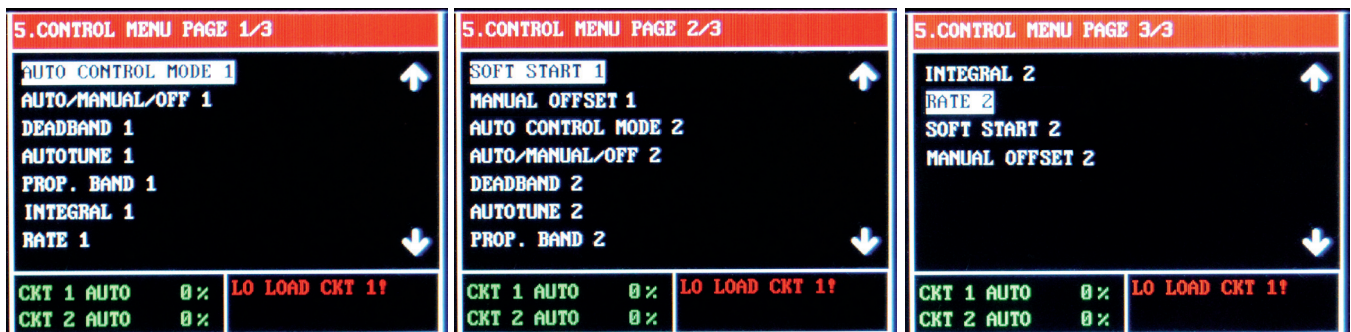 5.CONTROL MENU PAGE 1/3
AUTO CONTROL MODE 1
AUTO/MANUAL/OFF 1
DEADBAND 1
AUTOTUNE 1
PROP. BAND 1
INTEGRAL 1
RATE 1
CKT 1 AUTO 0%
CKT 2 AUTO 0%
LO LOAD CKT 1!
5.CONTROL MENU PAGE 2/3
SOFT START 1
MANUAL OFFSET 1
AUTO CONTROL MODE 2
AUTO/MANUAL/OFF 2
DEADBAND 2
AUTOTUNE 2
PROP. BAND 2
CKT 1 AUTO 0%
CKT 2 AUTO 0%
LO LOAD CKT 1!
5.CONTROL MENU PAGE 3/3
INTEGRAL 2
RATE 2
SOFT START 2
MANUAL OFFSET 2
CKT 1 AUTO 0%
CKT 2 AUTO 0%
LO LOAD CKT 1!